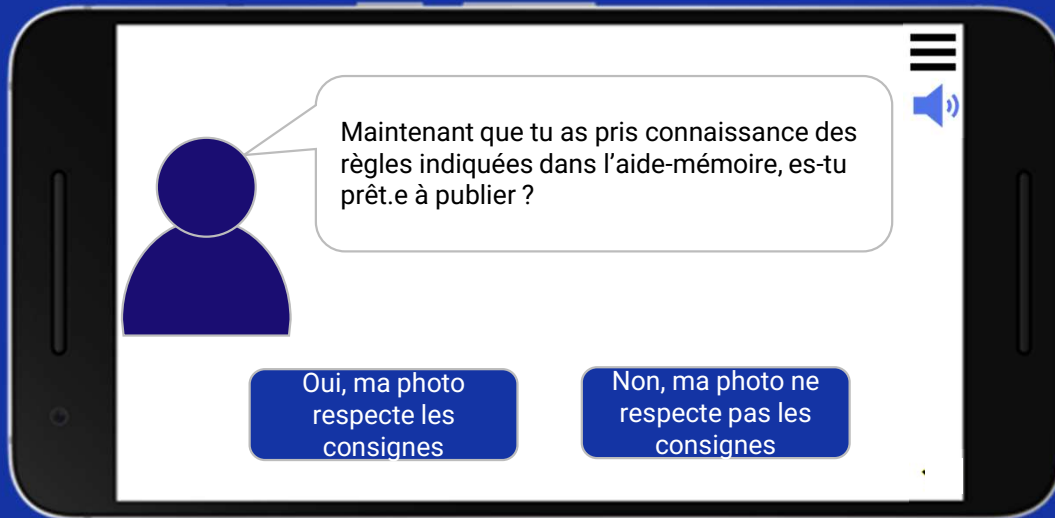 Maintenant que tu as pris connaissance des
règles indiquées dans l’aide-mémoire, es-tu
prêt.e à publier ?
Oui, ma photo
respecte les
consignes
Non, ma photo ne
respecte pas les
consignes